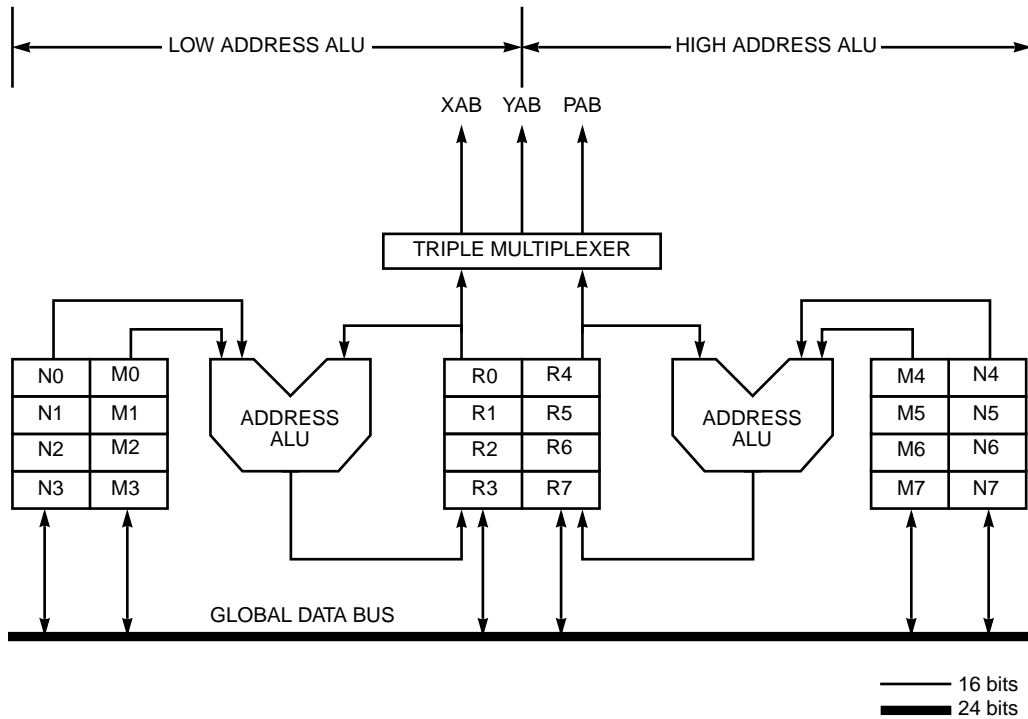 LOW ADDRESS ALU
HIGH ADDRESS ALU
XAB YAB PAB
TRIPLE MULTIPLEXER
N0 M0
N1 M1
N2 M2
N3 M3
ADDRESS
ALU
R0 R4
R1 R5
R2 R6
R3 R7
ADDRESS
ALU
M4 N4
M5 N5
M6 N6
M7 N7
GLOBAL DATA BUS
16 bits
24 bits